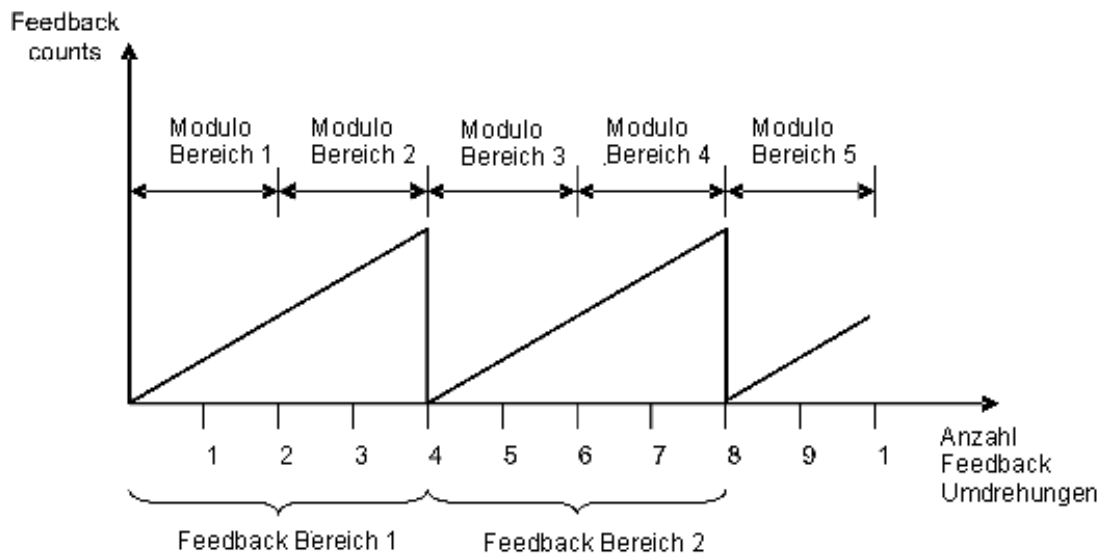 Feedback
counts
Modulo
Bereich 1
Modulo
Bereich 2
Modulo
Bereich 3
Modulo
Bereich 4
Modulo
Bereich 5
1 2 3 4 5 6 7 8 9 1
Anzahl
Feedback
Umdrehungen
Feedback Bereich 1
Feedback Bereich 2